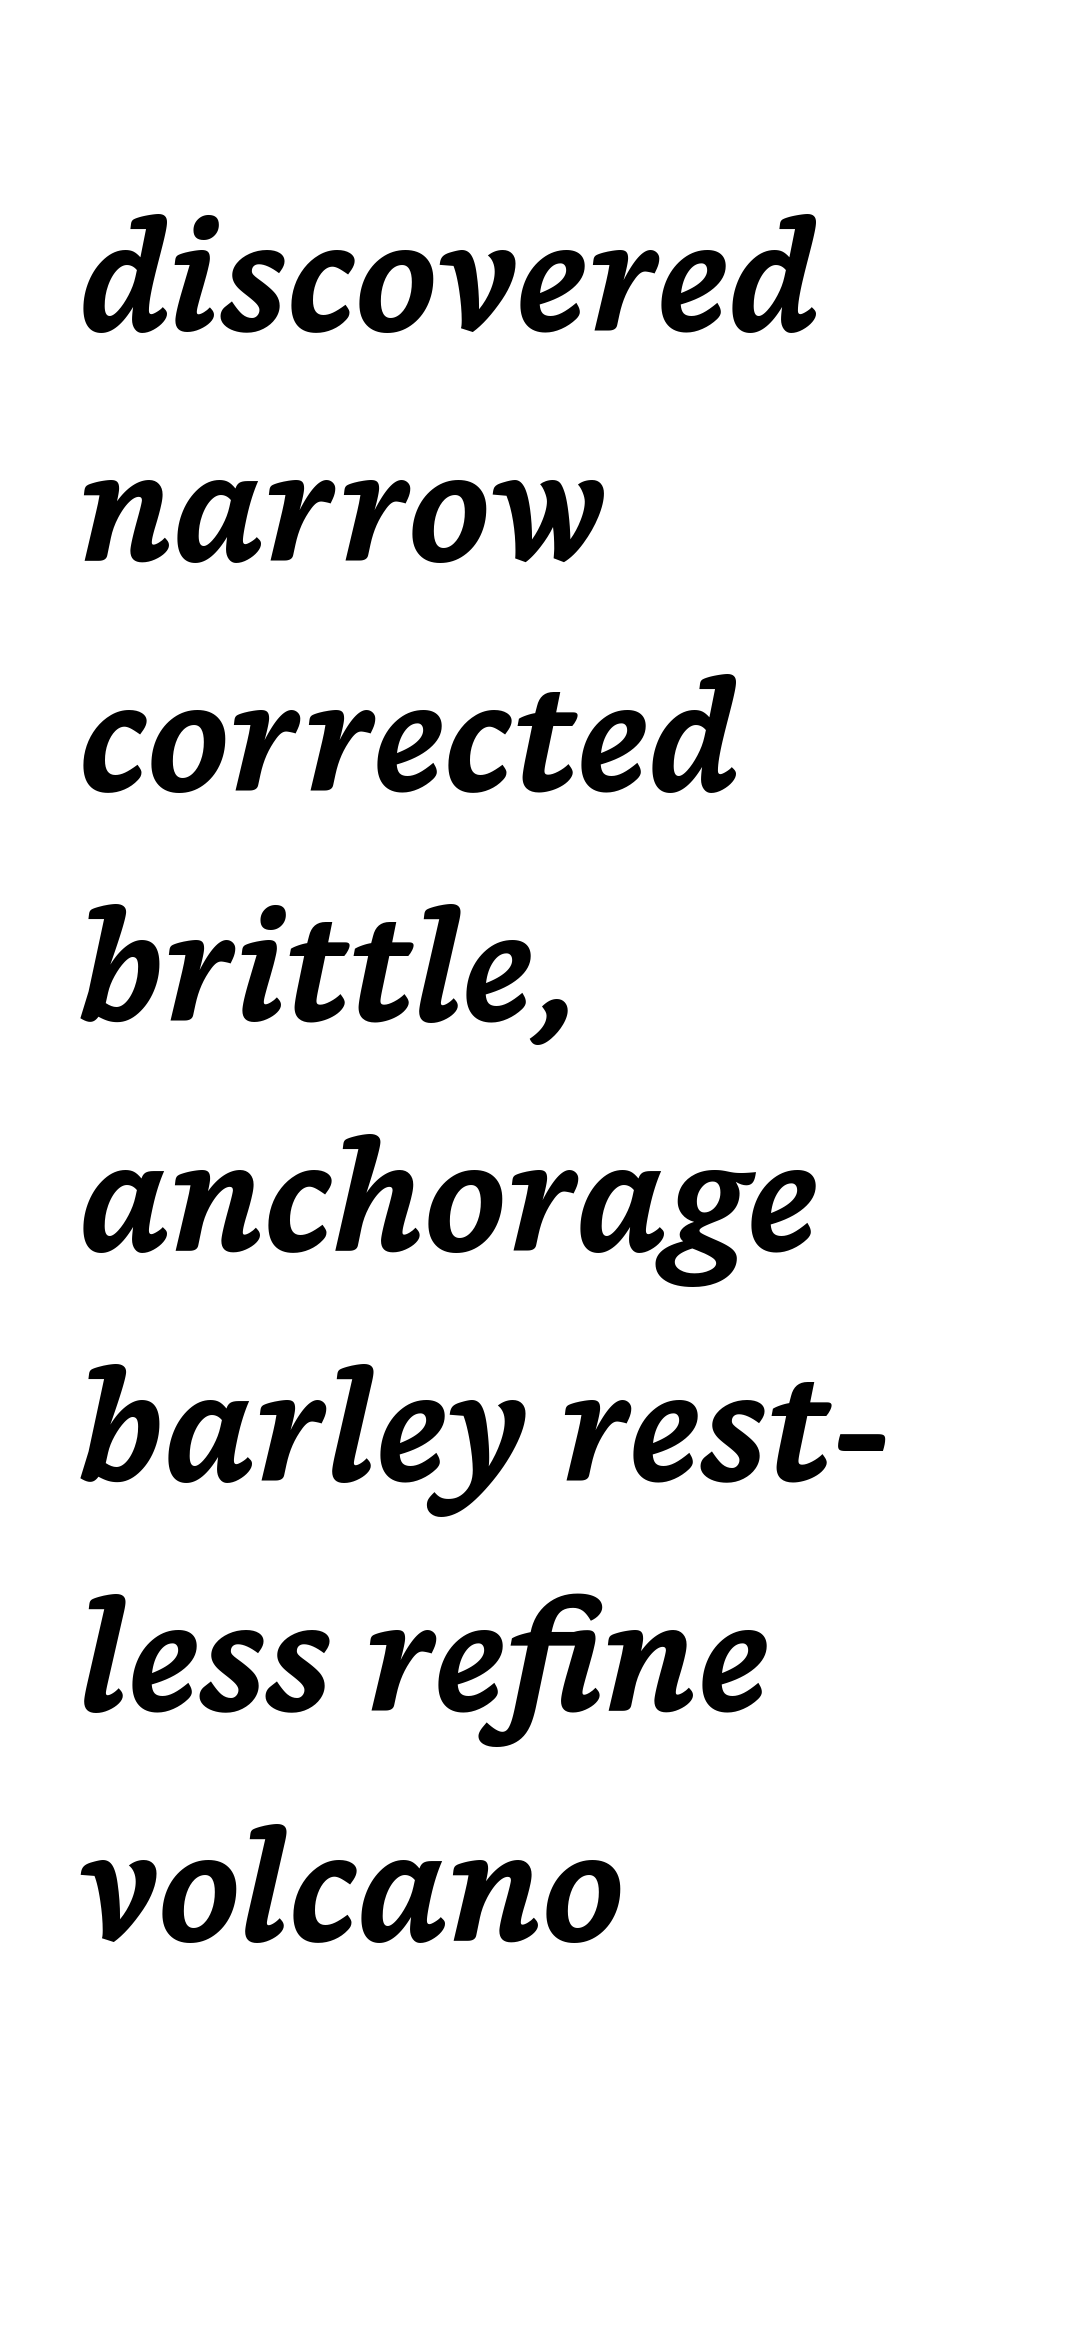 discovered
narrow
corrected
brittle,
anchorage
barley rest-
less refine
volcano